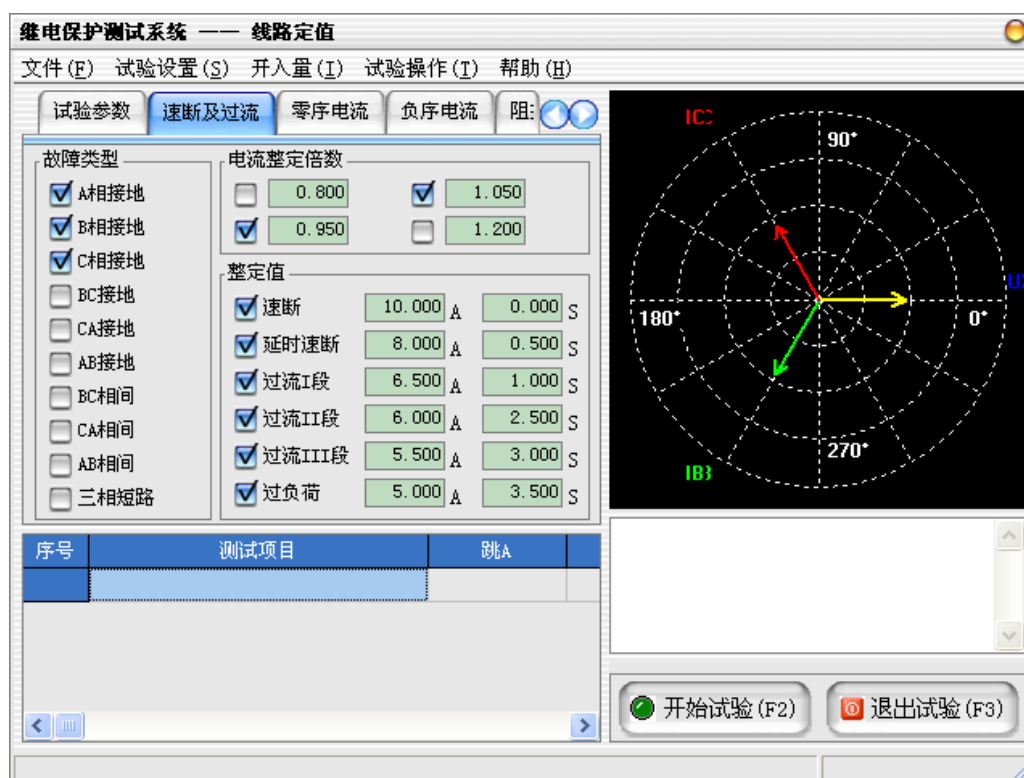 继电保护测试系统 —— 线路定值
文件(F) 试验设置(S) 开入量(I) 试验操作(T) 帮助(H)
试验参数 速断及过流 零序电流 负序电流 阻
故障类型
A相接地
B相接地
C相接地
BC接地
CA接地
AB接地
BC相间
CA相间
AB相间
三相短路
电流整定倍数
0.800 1.050
0.950 1.200
整定值
速断 10.000 A 0.000 S
延时速断 8.000 A 0.500 S
过流I段 6.500 A 1.000 S
过流II段 6.000 A 2.500 S
过流III段 5.500 A 3.000 S
过负荷 5.000 A 3.500 S
90°
180° 0°
270°
序号 测试项目 跳A
开始试验(F2) 退出试验(F3)